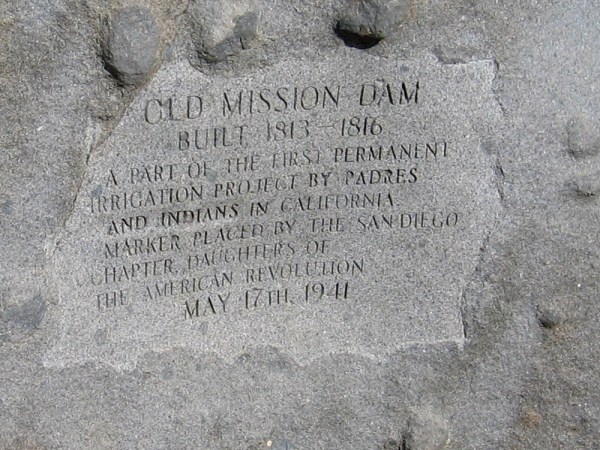 OLD MISSION DAM
BUILT 1813-1816
A PART OF THE FIRST PERMANENT
IRRIGATION PROJECT BY PADRES
AND INDIANS IN CALIFORNIA
MARKER PLACED BY THE SAN DIEGO
CHAPTER, DAUGHTERS OF
THE AMERICAN REVOLUTION
MAY 17TH, 1941